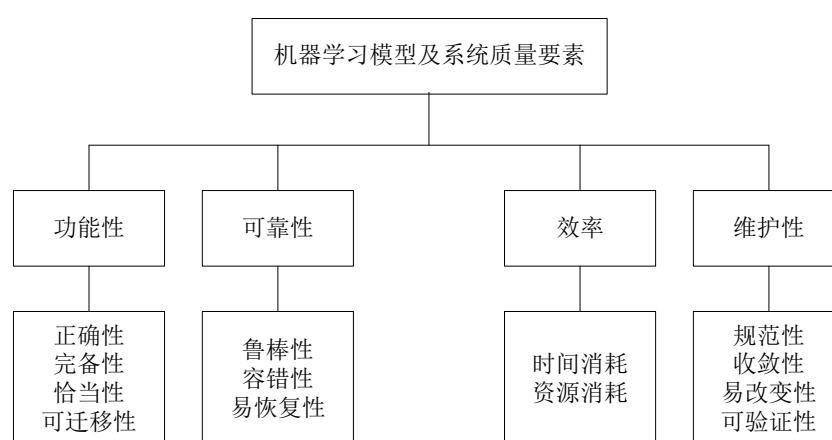 机器学习模型及系统质量要素
功能性
可靠性
效率
维护性
正确性
完备性
恰当性
可迁移性
鲁棒性
容错性
易恢复性
时间消耗
资源消耗
规范性
收敛性
易改变性
可验证性